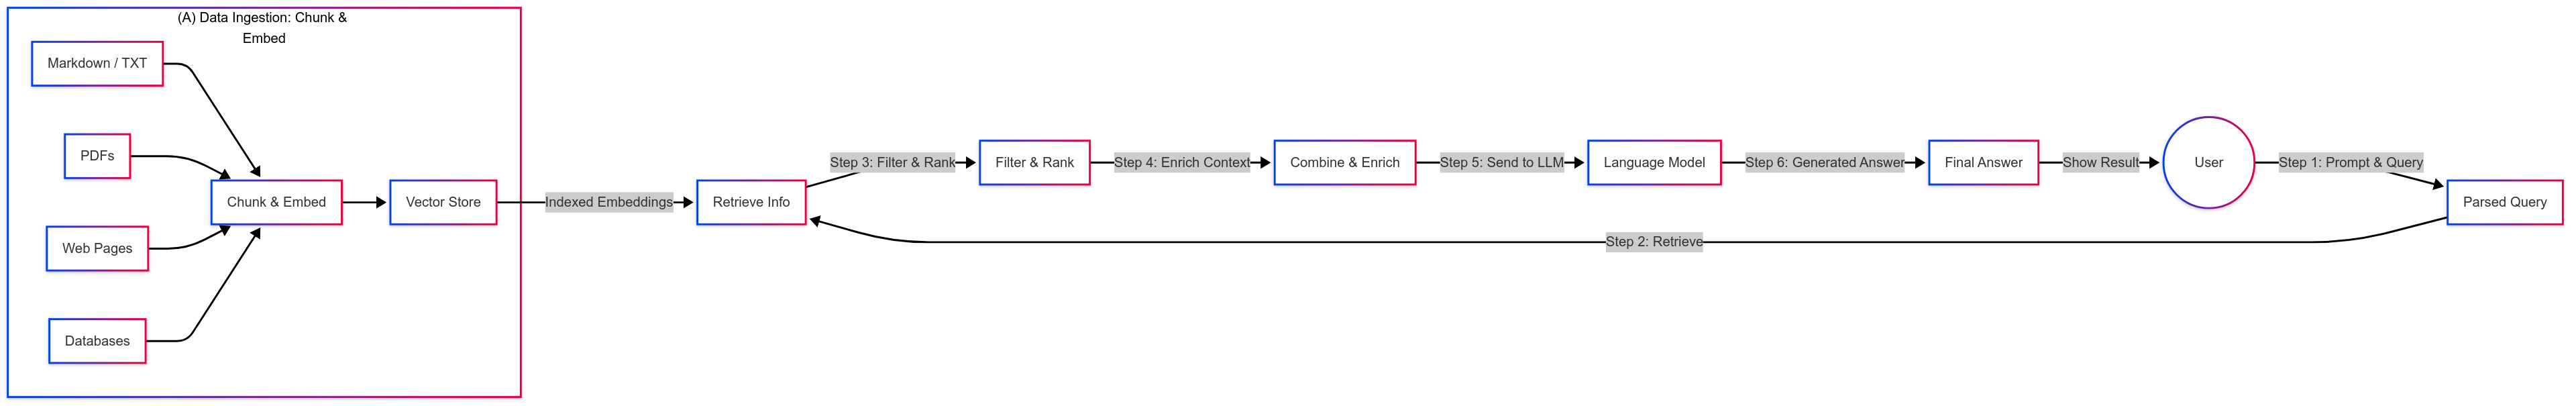 (A) Data Ingestion: Chunk &
Embed
Markdown / TXT
PDFs
Web Pages
Databases
Chunk & Embed
Vector Store
Indexed Embeddings
Retrieve Info
Step 3: Filter & Rank
Filter & Rank
Step 4: Enrich Context
Combine & Enrich
Step 5: Send to LLM
Language Model
Step 6: Generated Answer
Final Answer
Show Result
User
Step 1: Prompt & Query
Parsed Query
Step 2: Retrieve